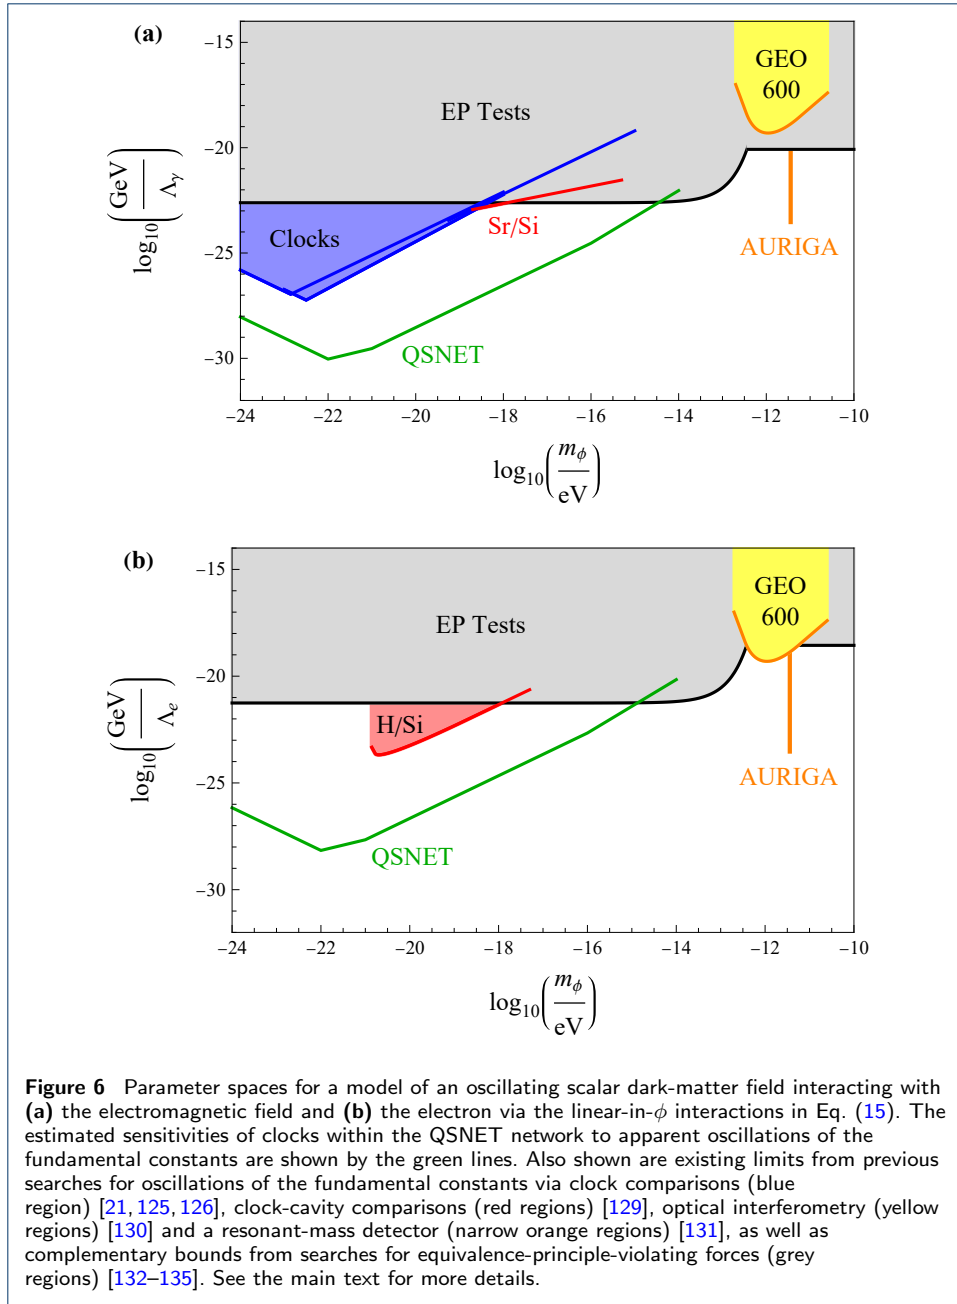 (a)
−15
−20
−25
−30
log10(GeV/Λγ)
EP Tests
GEO
600
Clocks
Sr/Si
AURIGA
QSNET
−24 −22 −20 −18 −16 −14 −12 −10
log10(mϕ/eV)
(b)
−15
−20
−25
−30
log10(GeV/Λe)
EP Tests
GEO
600
H/Si
AURIGA
QSNET
−24 −22 −20 −18 −16 −14 −12 −10
log10(mϕ/eV)
Figure 6 Parameter spaces for a model of an oscillating scalar dark-matter field interacting with
(a) the electromagnetic field and (b) the electron via the linear-in-ϕ interactions in Eq. (15). The
estimated sensitivities of clocks within the QSNET network to apparent oscillations of the
fundamental constants are shown by the green lines. Also shown are existing limits from previous
searches for oscillations of the fundamental constants via clock comparisons (blue
region) [21, 125, 126], clock-cavity comparisons (red regions) [129], optical interferometry (yellow
regions) [130] and a resonant-mass detector (narrow orange regions) [131], as well as
complementary bounds from searches for equivalence-principle-violating forces (grey
regions) [132–135]. See the main text for more details.